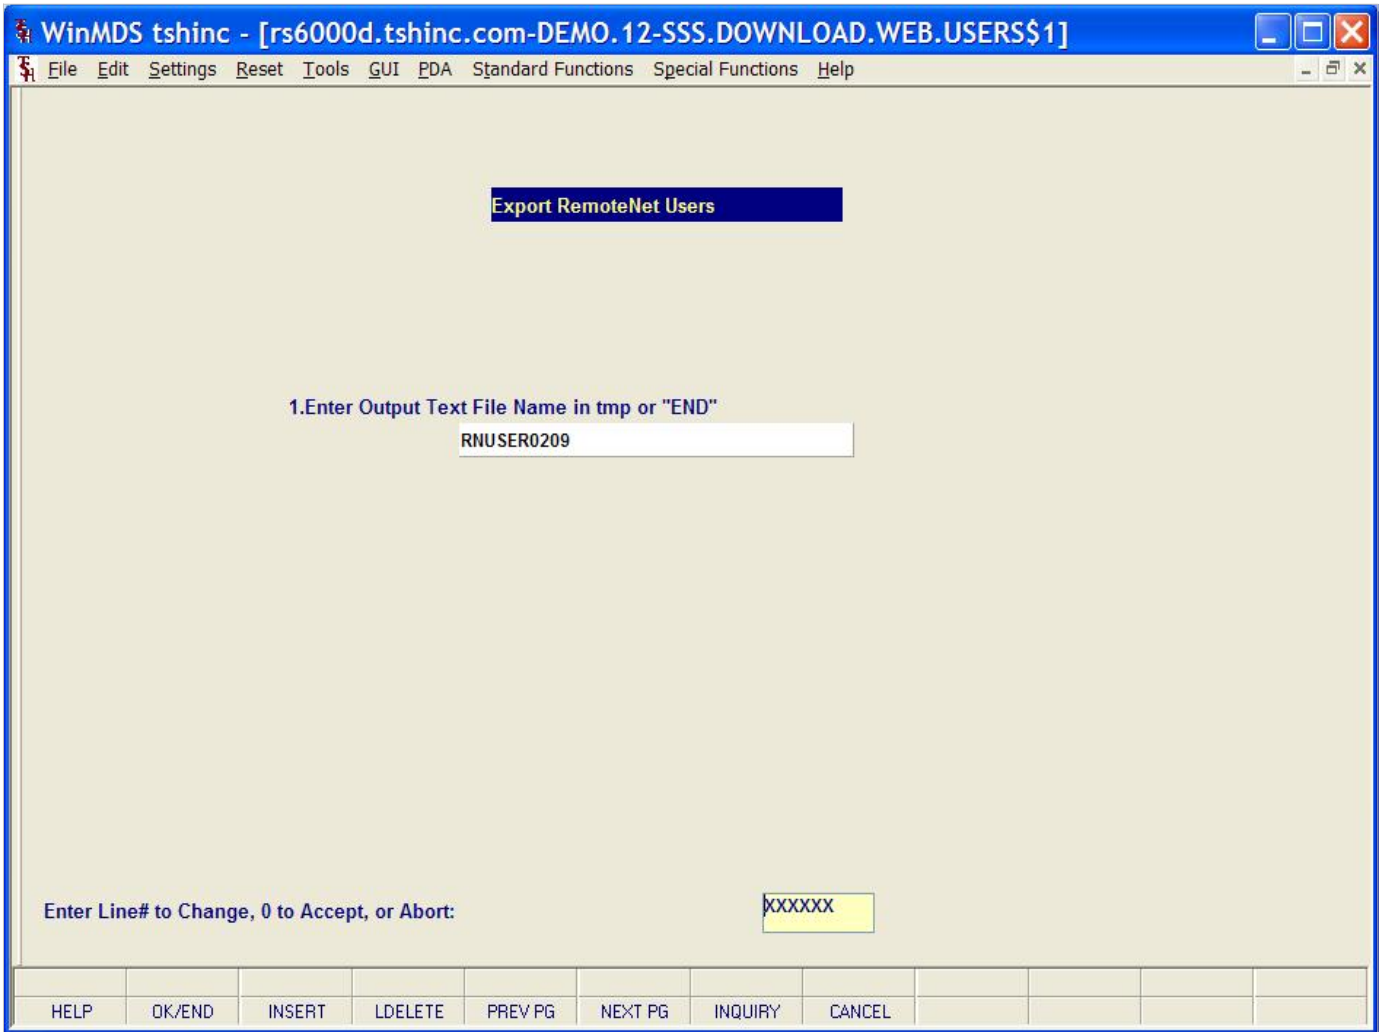 WinMDS tshinc - [rs6000d.tshinc.com-DEMO.12-SSS.DOWNLOAD.WEB.USERS$1]
File Edit Settings Reset Tools GUI PDA Standard Functions Special Functions Help
Export RemoteNet Users
1.Enter Output Text File Name in tmp or "END"
RNUSER0209
Enter Line# to Change, 0 to Accept, or Abort: XXXXXX
HELP OK/END INSERT LDELETE PREV PG NEXT PG INQUIRY CANCEL